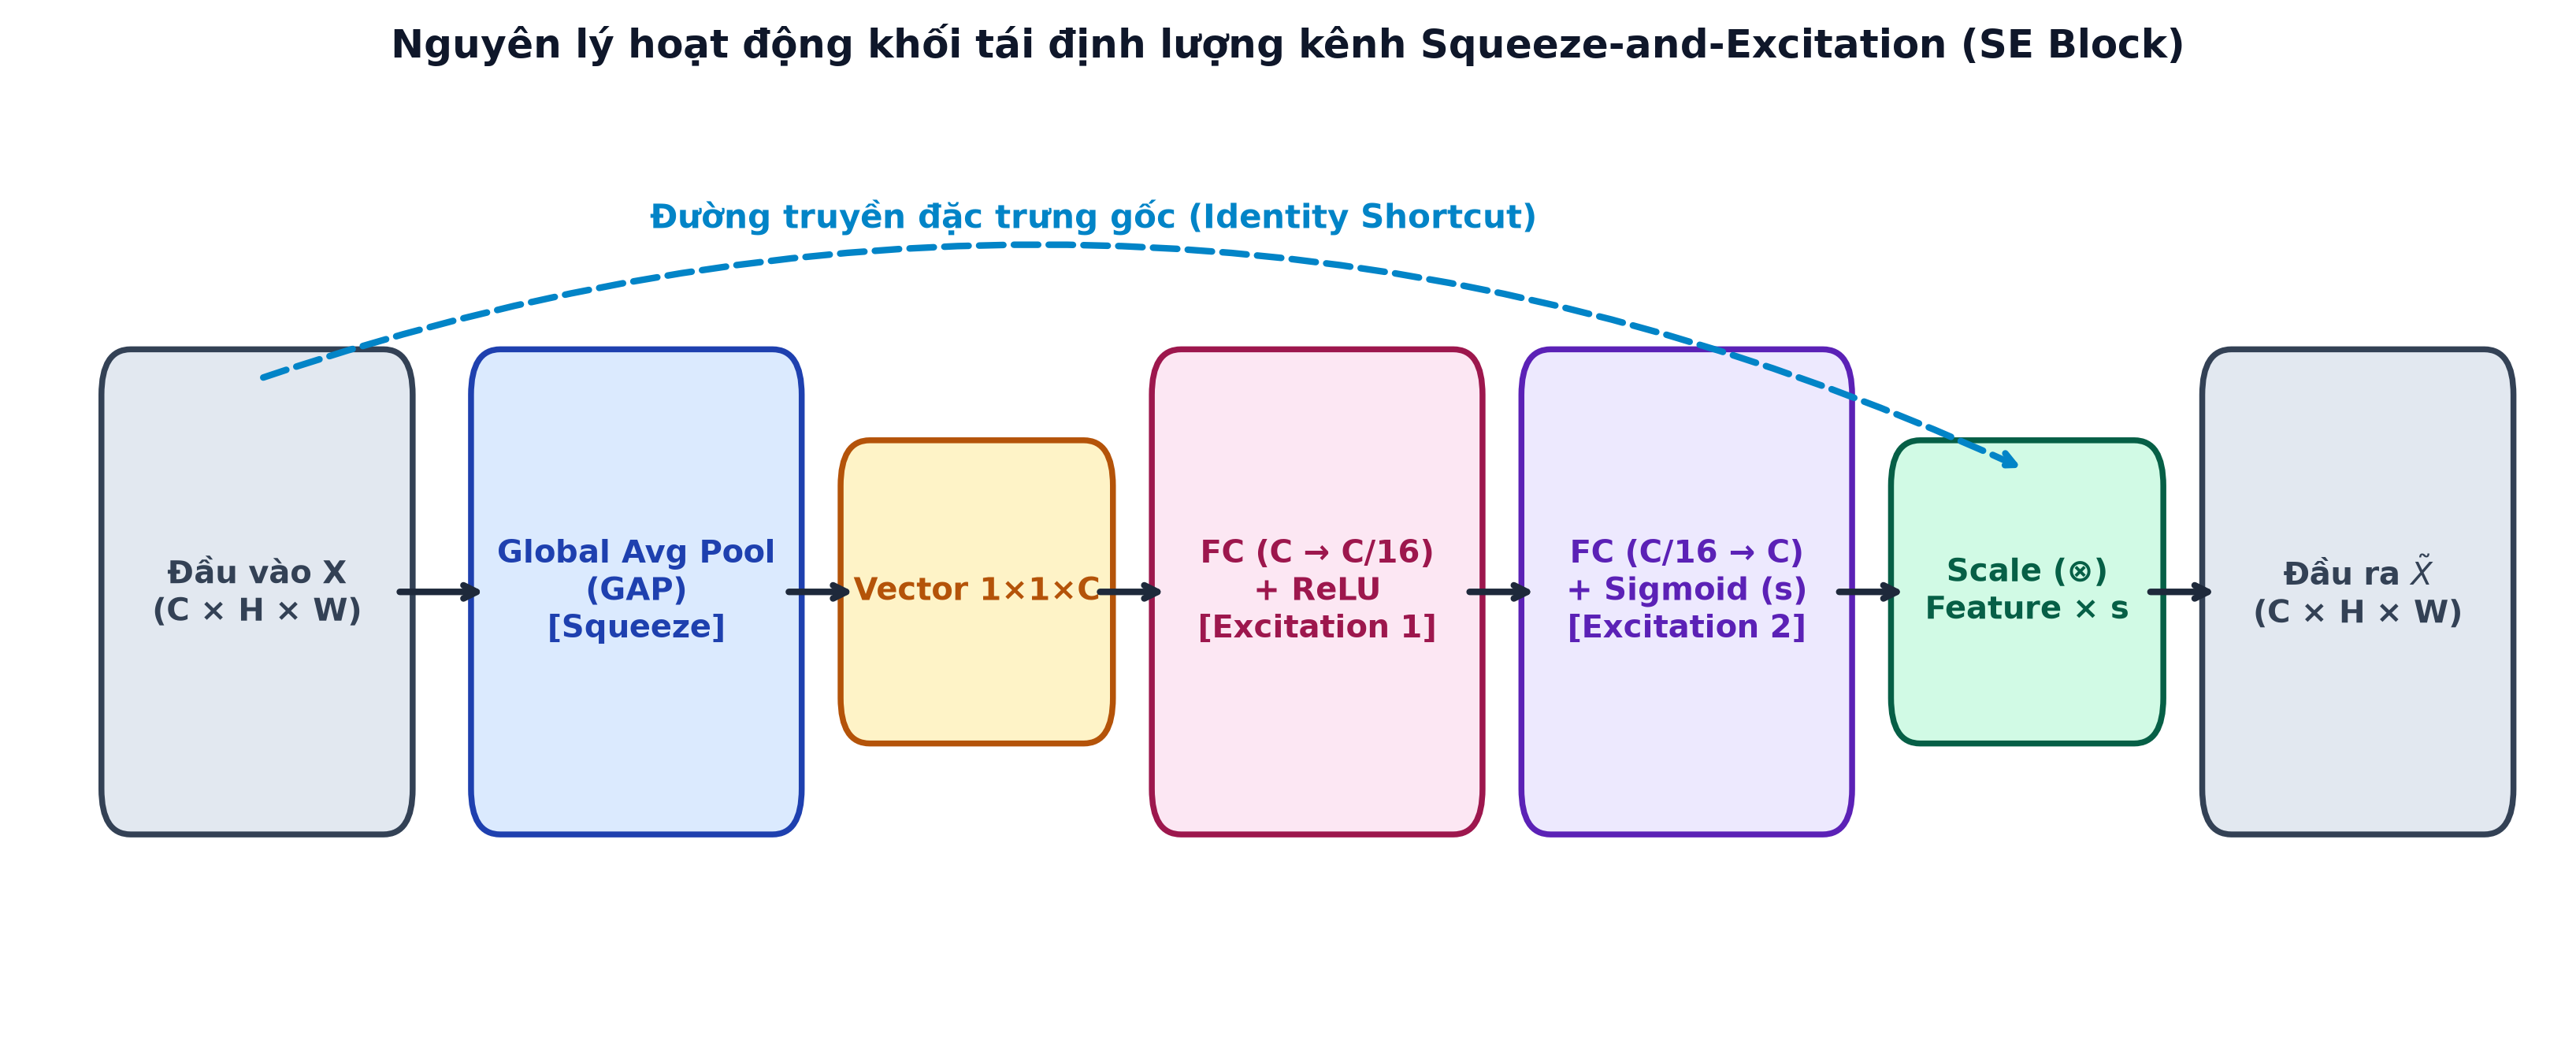 Nguyên lý hoạt động khối tái định lượng kênh Squeeze-and-Excitation (SE Block)
Đường truyền đặc trưng gốc (Identity Shortcut)
Đầu vào X
(C × H × W)
Global Avg Pool
(GAP)
[Squeeze]
Vector 1×1×C
FC (C → C/16)
+ ReLU
[Excitation 1]
FC (C/16 → C)
+ Sigmoid (s)
[Excitation 2]
Scale (⊗)
Feature × s
Đầu ra X̃
(C × H × W)